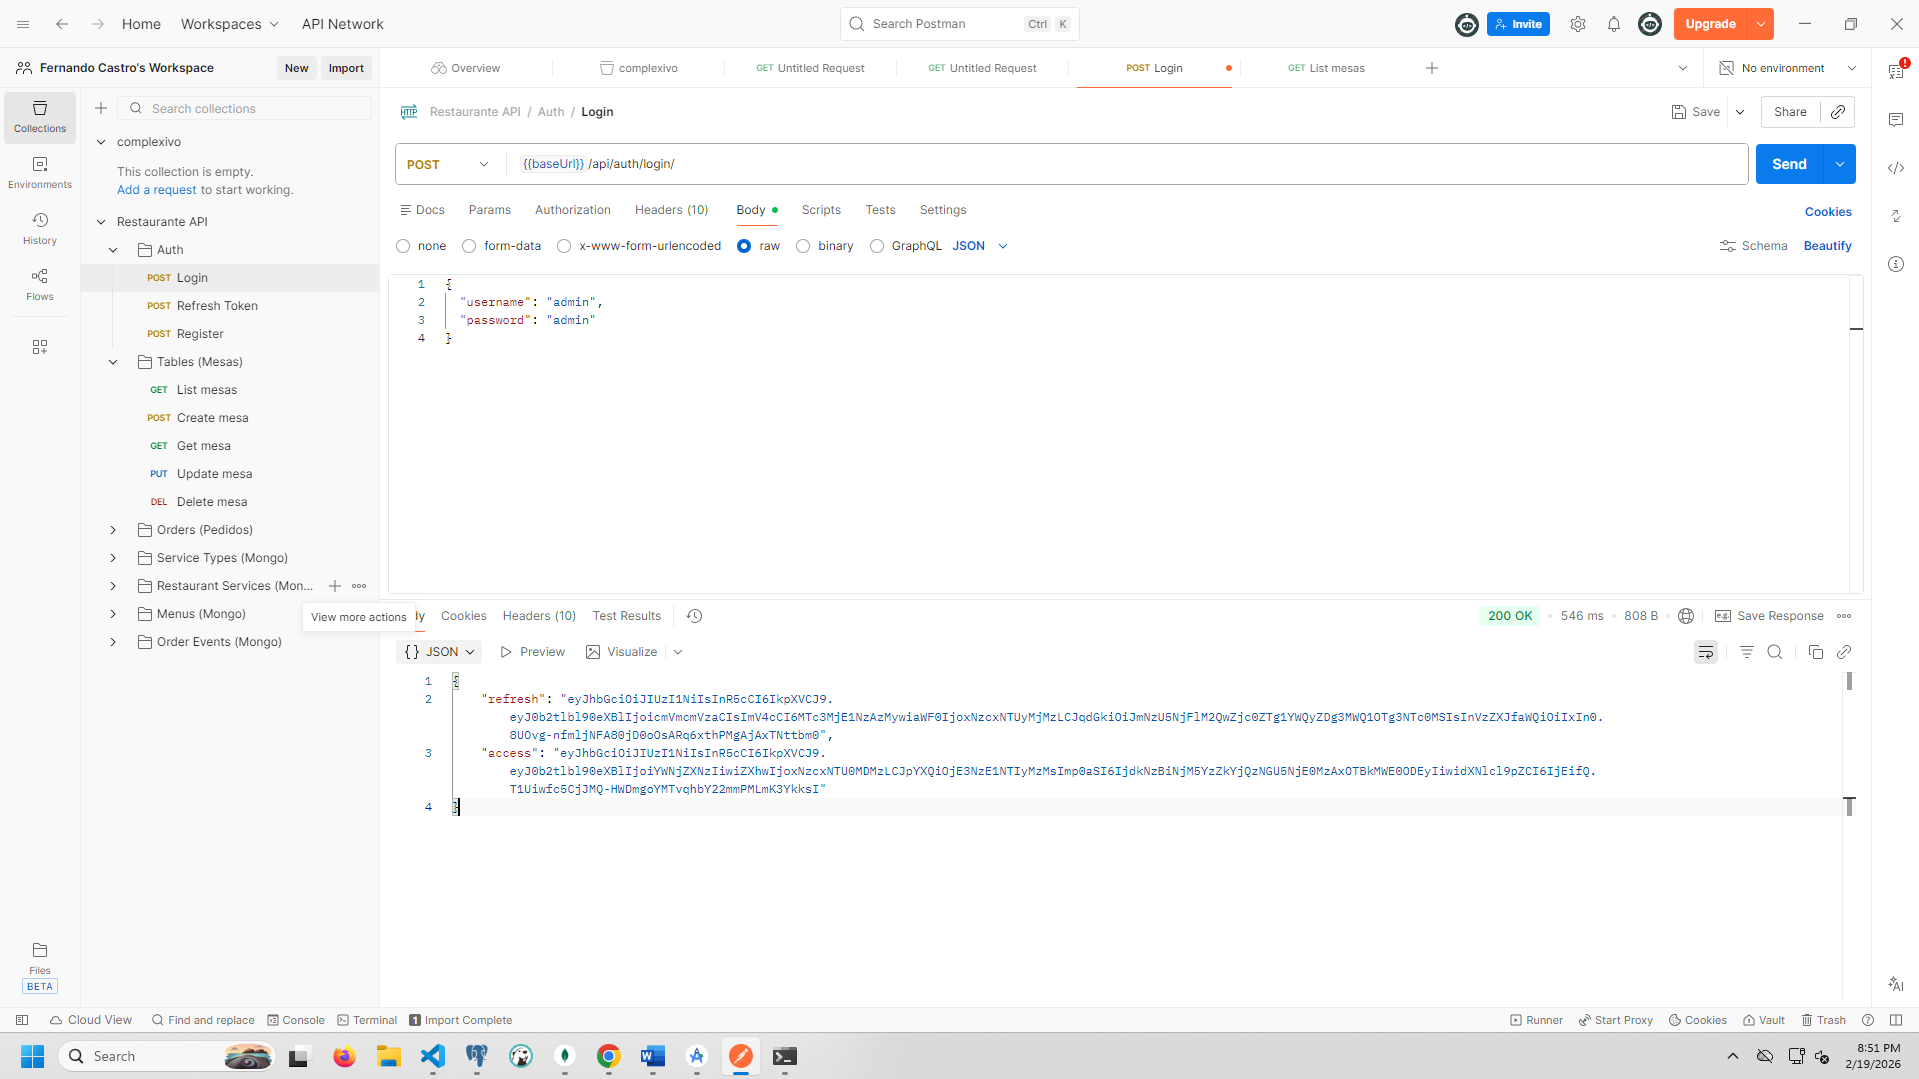 Home
Workspaces
API Network
Search Postman
Ctrl K
Invite
Upgrade
Fernando Castro's Workspace
New
Import
Overview
complexivo
GET Untitled Request
GET Untitled Request
POST Login
GET List mesas
No environment
Collections
Environments
History
Flows
Files
BETA
Search collections
complexivo
This collection is empty.
Add a request to start working.
Restaurante API
Auth
POST Login
POST Refresh Token
POST Register
Tables (Mesas)
GET List mesas
POST Create mesa
GET Get mesa
PUT Update mesa
DEL Delete mesa
Orders (Pedidos)
Service Types (Mongo)
Restaurant Services (Mon...
Menus (Mongo)
Order Events (Mongo)
View more actions
HTTP
Restaurante API / Auth / Login
Save
Share
POST
{{baseUrl}} /api/auth/login/
Send
Docs
Params
Authorization
Headers (10)
Body
Scripts
Tests
Settings
Cookies
none
form-data
x-www-form-urlencoded
raw
binary
GraphQL
JSON
Schema
Beautify
1 {
2 "username": "admin",
3 "password": "admin"
4 }
Cookies
Headers (10)
Test Results
200 OK
546 ms
808 B
e.g.
Save Response
{} JSON
Preview
Visualize
1 {
2 "refresh": "eyJhbGciOiJIUzI1NiIsInR5cCI6IkpXVCJ9.
eyJ0b2tlbl90eXBlIjoicmVmcmVzaCIsImV4cCI6MTc3MjE1NzAzMywiaWF0IjoxNzcxNTUyMjMzLCJqdGkiOiJmNzU5NjFlM2QwZjc0ZTg1YWQyZDg3MWQ1OTg3NTc0MSIsInVzZXJfaWQiOiIxIn0.
8UOvg-nfmljNFA80jD0oOsARq6xthPMgAjAxTNttbm0",
3 "access": "eyJhbGciOiJIUzI1NiIsInR5cCI6IkpXVCJ9.
eyJ0b2tlbl90eXBlIjoiYWNjZXNzIiwiZXhwIjoxNzcxNTU0MDMzLCJpYXQiOjE3NzE1NTIyMzMsImp0aSI6IjdkNzBiNjM5YzZkYjQzNGU5NjE0MzAxOTBkMWE0ODEyIiwidXNlcl9pZCI6IjEifQ.
T1Uiwfc5CjJMQ-HWDmgoYMTvqhbY22mmPMLmK3YkksI"
4 }
Cloud View
Find and replace
Console
Terminal
1 Import Complete
Runner
Start Proxy
Cookies
Vault
Trash
Search
8:51 PM
2/19/2026